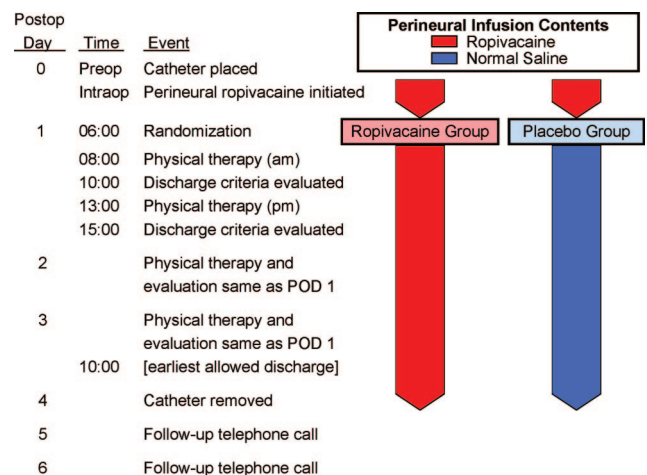 Postop
Day Time Event
0 Preop Catheter placed
Intraop Perineural ropivacaine initiated
1 06:00 Randomization
08:00 Physical therapy (am)
10:00 Discharge criteria evaluated
13:00 Physical therapy (pm)
15:00 Discharge criteria evaluated
2 Physical therapy and
evaluation same as POD 1
3 Physical therapy and
evaluation same as POD 1
10:00 [earliest allowed discharge]
4 Catheter removed
5 Follow-up telephone call
6 Follow-up telephone call
Perineural Infusion Contents
Ropivacaine
Normal Saline
Ropivacaine Group
Placebo Group